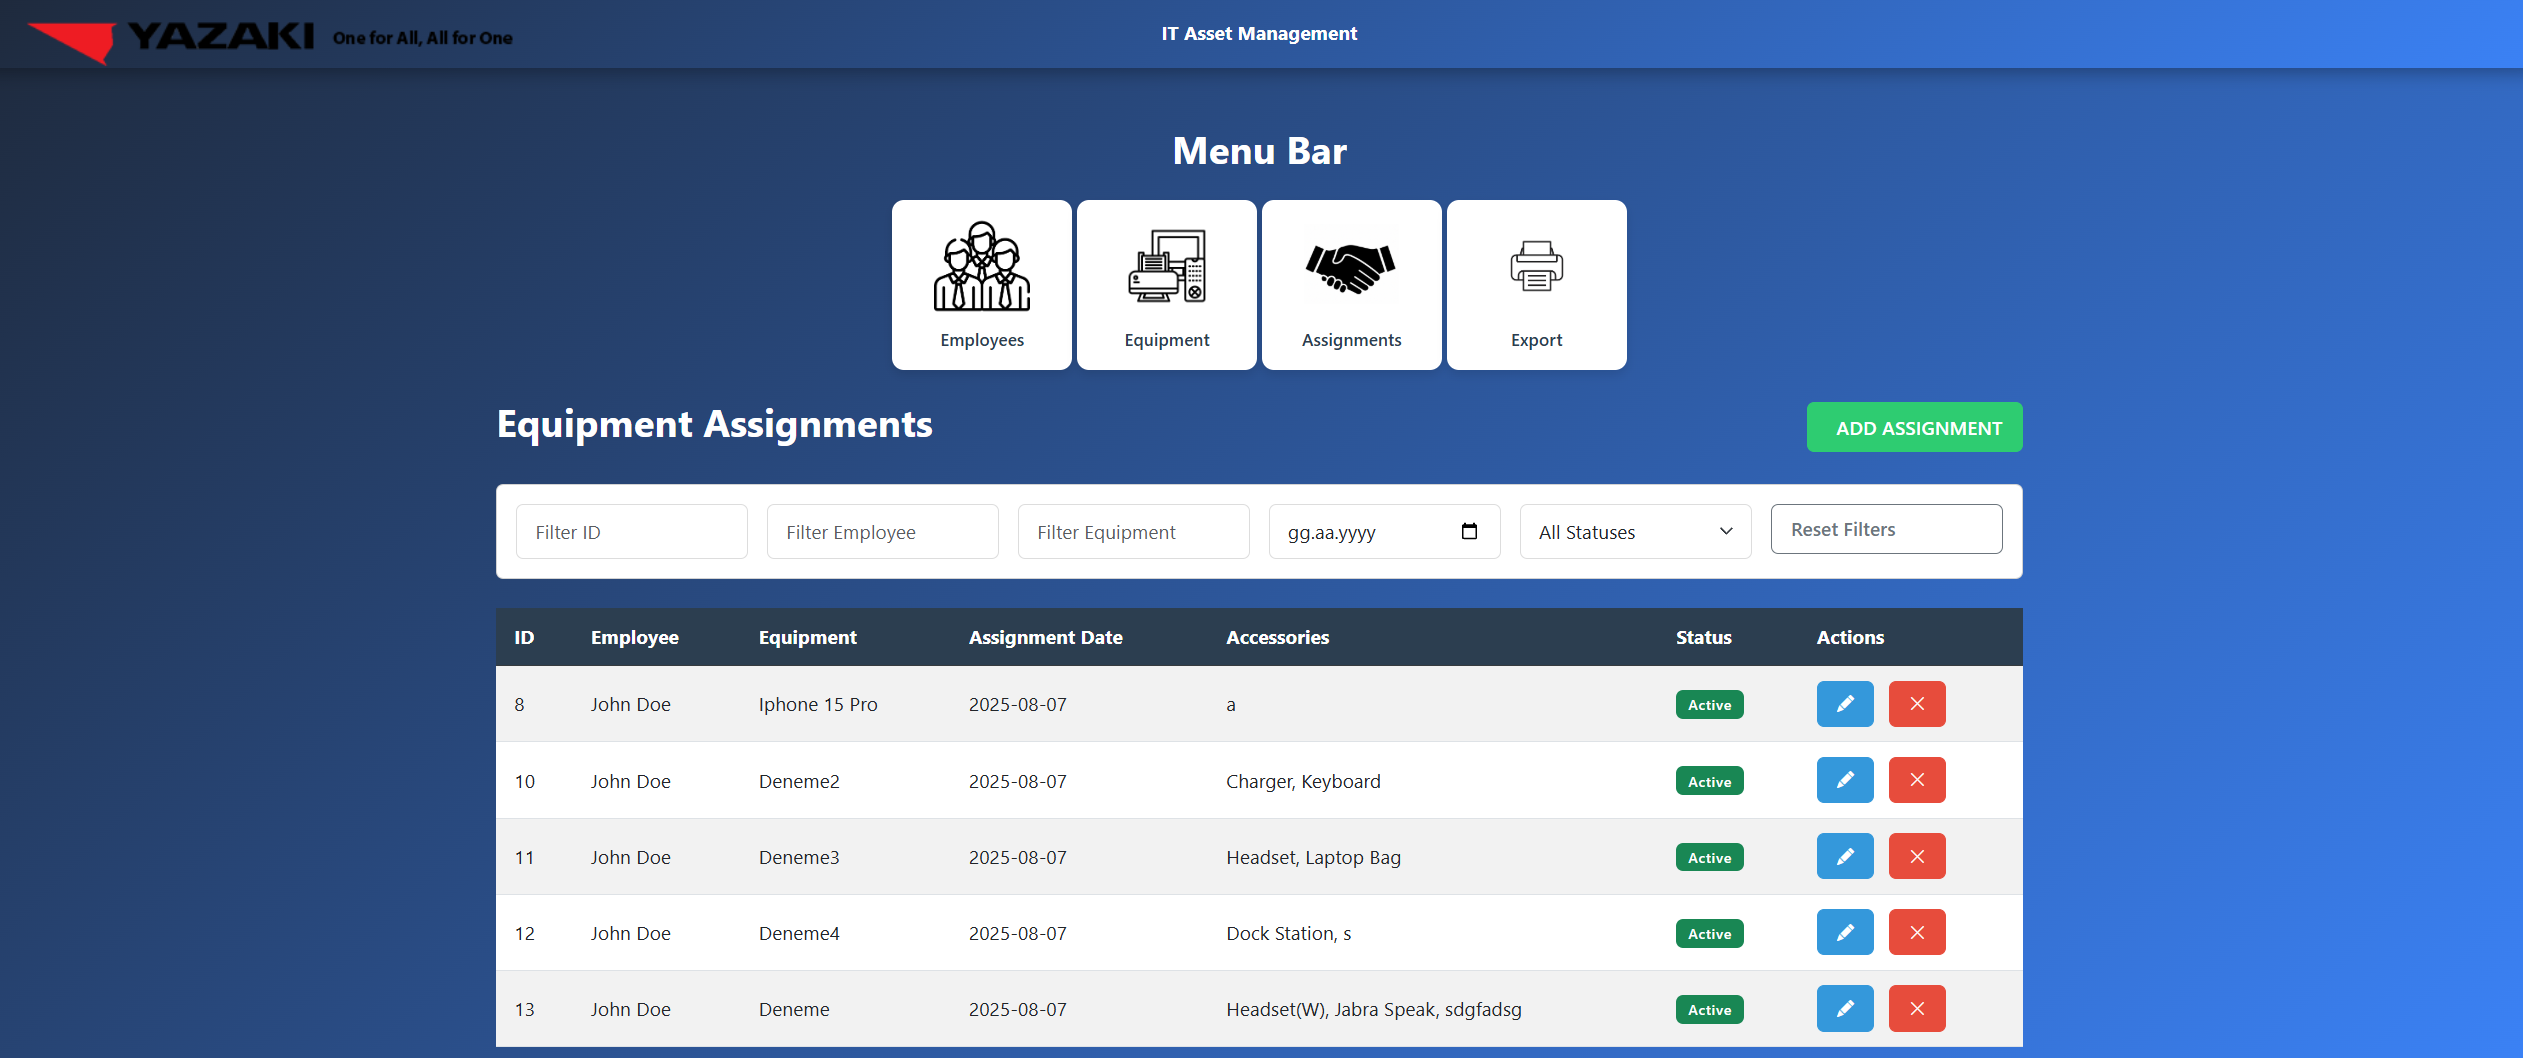 YAZAKI One for All, All for One
IT Asset Management
Menu Bar
Employees Equipment Assignments Export
Equipment Assignments
ADD ASSIGNMENT
Filter ID Filter Employee Filter Equipment gg.aa.yyyy All Statuses Reset Filters
ID Employee Equipment Assignment Date Accessories Status Actions
8 John Doe Iphone 15 Pro 2025-08-07 a Active
10 John Doe Deneme2 2025-08-07 Charger, Keyboard Active
11 John Doe Deneme3 2025-08-07 Headset, Laptop Bag Active
12 John Doe Deneme4 2025-08-07 Dock Station, s Active
13 John Doe Deneme 2025-08-07 Headset(W), Jabra Speak, sdgfadsg Active